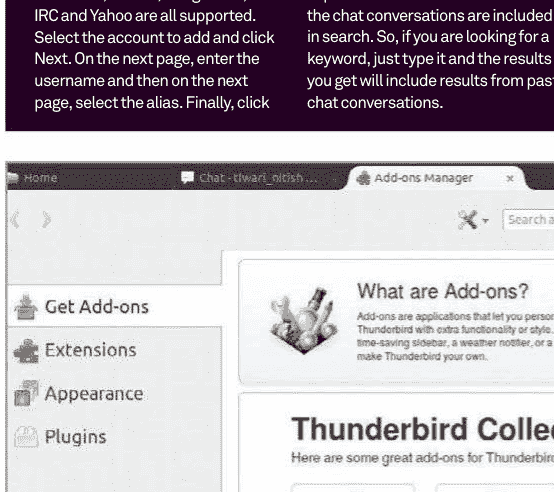 IRC and Yahoo are all supported.
Select the account to add and click
Next. On the next page, enter the
username and then on the next
page, select the alias. Finally, click
the chat conversations are included
in search. So, if you are looking for a
keyword, just type it and the results
you get will include results from past
chat conversations.
Home
Chat - tiwari_nitish ...
Add-ons Manager
×
Search a
Get Add-ons
Extensions
Appearance
Plugins
What are Add-ons?
Add-ons are applications that let you person
Thunderbird with extra functionality or style.
time-saving sidebar, a weather notifier, or a
make Thunderbird your own.
Thunderbird Collec
Here are some great add-ons for Thunderbird